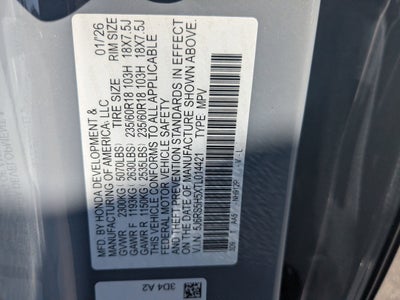 MFD BY HONDA DEVELOPMENT & 01/26
MANUFACTURING OF AMERICA, LLC
TIRE SIZE RIM SIZE
GVWR 2300KG( 5070LBS)
GAWR F 1193KG( 2630LBS) 235/60R18 103H 18X7.5J
GAWR R 1150KG( 2535LBS) 235/60R18 103H 18X7.5J
THIS VEHICLE CONFORMS TO ALL APPLICABLE
FEDERAL MOTOR VEHICLE SAFETY
AND THEFT PREVENTION STANDARDS IN EFFECT
ON THE DATE OF MANUFACTURE SHOWN ABOVE.
V.I.N: 5J6RS5H5XTL014421 TYPE: MPV
3D4 A2